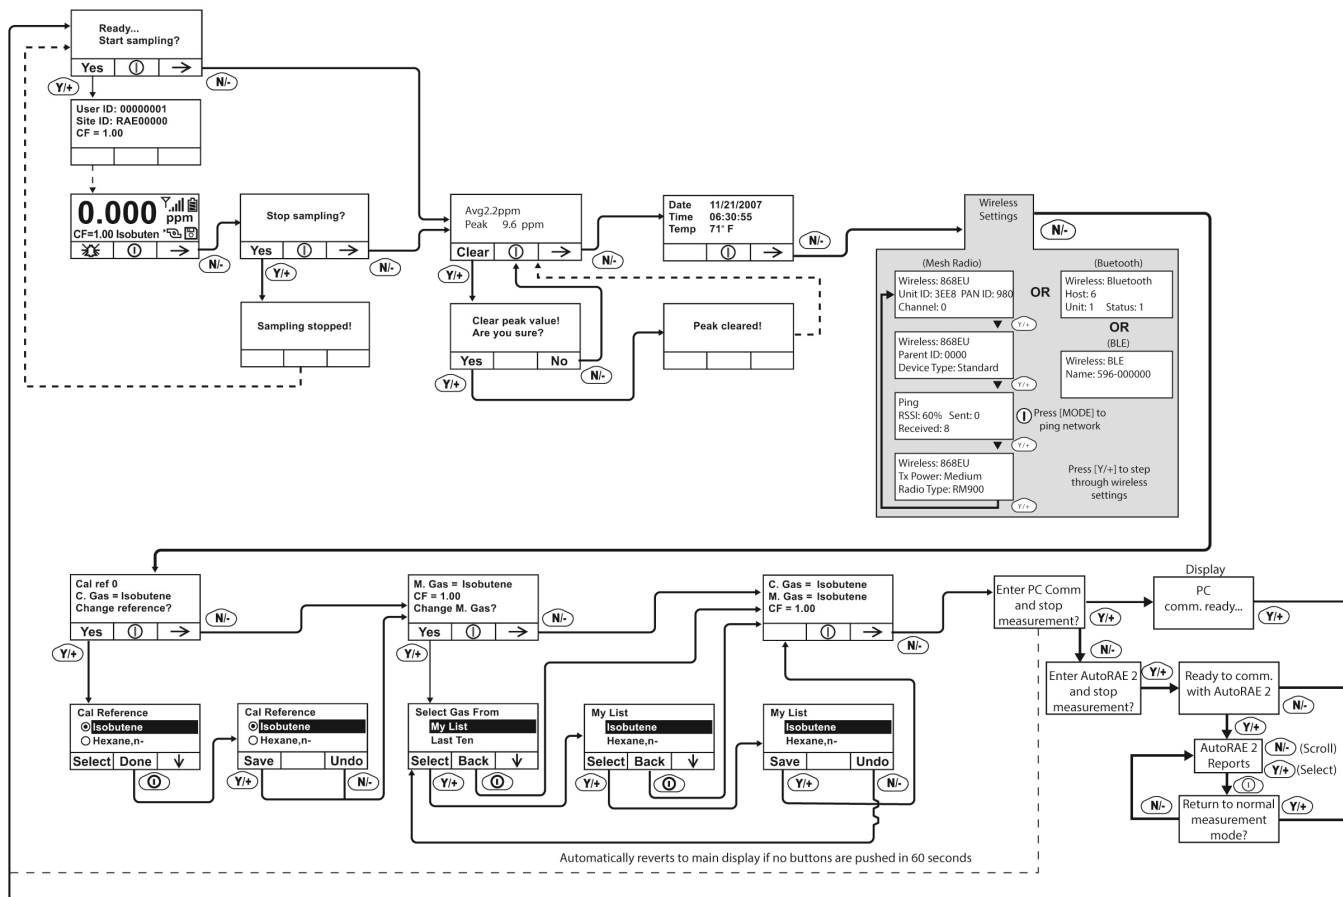 Ready...
Start sampling?
Yes
N/-
Y/+
User ID: 00000001
Site ID: RAE00000
CF = 1.00
0.000 ppm
CF=1.00 Isobuten
N/-
Stop sampling?
Yes
Y/+
N/-
Sampling stopped!
Avg2.2ppm
Peak 9.6 ppm
Clear
Y/+
N/-
Clear peak value!
Are you sure?
Yes No
Y/+
N/-
Peak cleared!
Date 11/21/2007
Time 06:30:55
Temp 71° F
N/-
Wireless
Settings
N/-
(Mesh Radio)
Wireless: 868EU
Unit ID: 3EE8 PAN ID: 980
Channel: 0
Y/+
Wireless: 868EU
Parent ID: 0000
Device Type: Standard
Y/+
Ping
RSSI: 60% Sent: 0
Received: 8
Y/+
Wireless: 868EU
Tx Power: Medium
Radio Type: RM900
Y/+
OR
(Buetooth)
Wireless: Bluetooth
Host: 6
Unit: 1 Status: 1
OR
(BLE)
Wireless: BLE
Name: 596-000000
Press [MODE] to
ping network
Press [Y/+] to step
through wireless
settings
Cal ref 0
C. Gas = Isobutene
Change reference?
Yes
N/-
Y/+
Cal Reference
Isobutene
Hexane,n-
Select Done
Cal Reference
Isobutene
Hexane,n-
Save Undo
Y/+
N/-
M. Gas = Isobutene
CF = 1.00
Change M. Gas?
Yes
N/-
Y/+
Select Gas From
My List
Last Ten
Select Back
Y/+
My List
Isobutene
Hexane,n-
Select Back
Y/+
My List
Isobutene
Hexane,n-
Save Undo
Y/+
N/-
C. Gas = Isobutene
M. Gas = Isobutene
CF = 1.00
N/-
Enter PC Comm
and stop
measurement?
Y/+
N/-
Display
PC
comm. ready...
Y/+
Enter AutoRAE 2
and stop
measurement?
Y/+
Ready to comm.
with AutoRAE 2
N/-
Y/+
AutoRAE 2
Reports
N/- (Scroll)
Y/+ (Select)
Return to normal
measurement
mode?
N/-
Y/+
Automatically reverts to main display if no buttons are pushed in 60 seconds